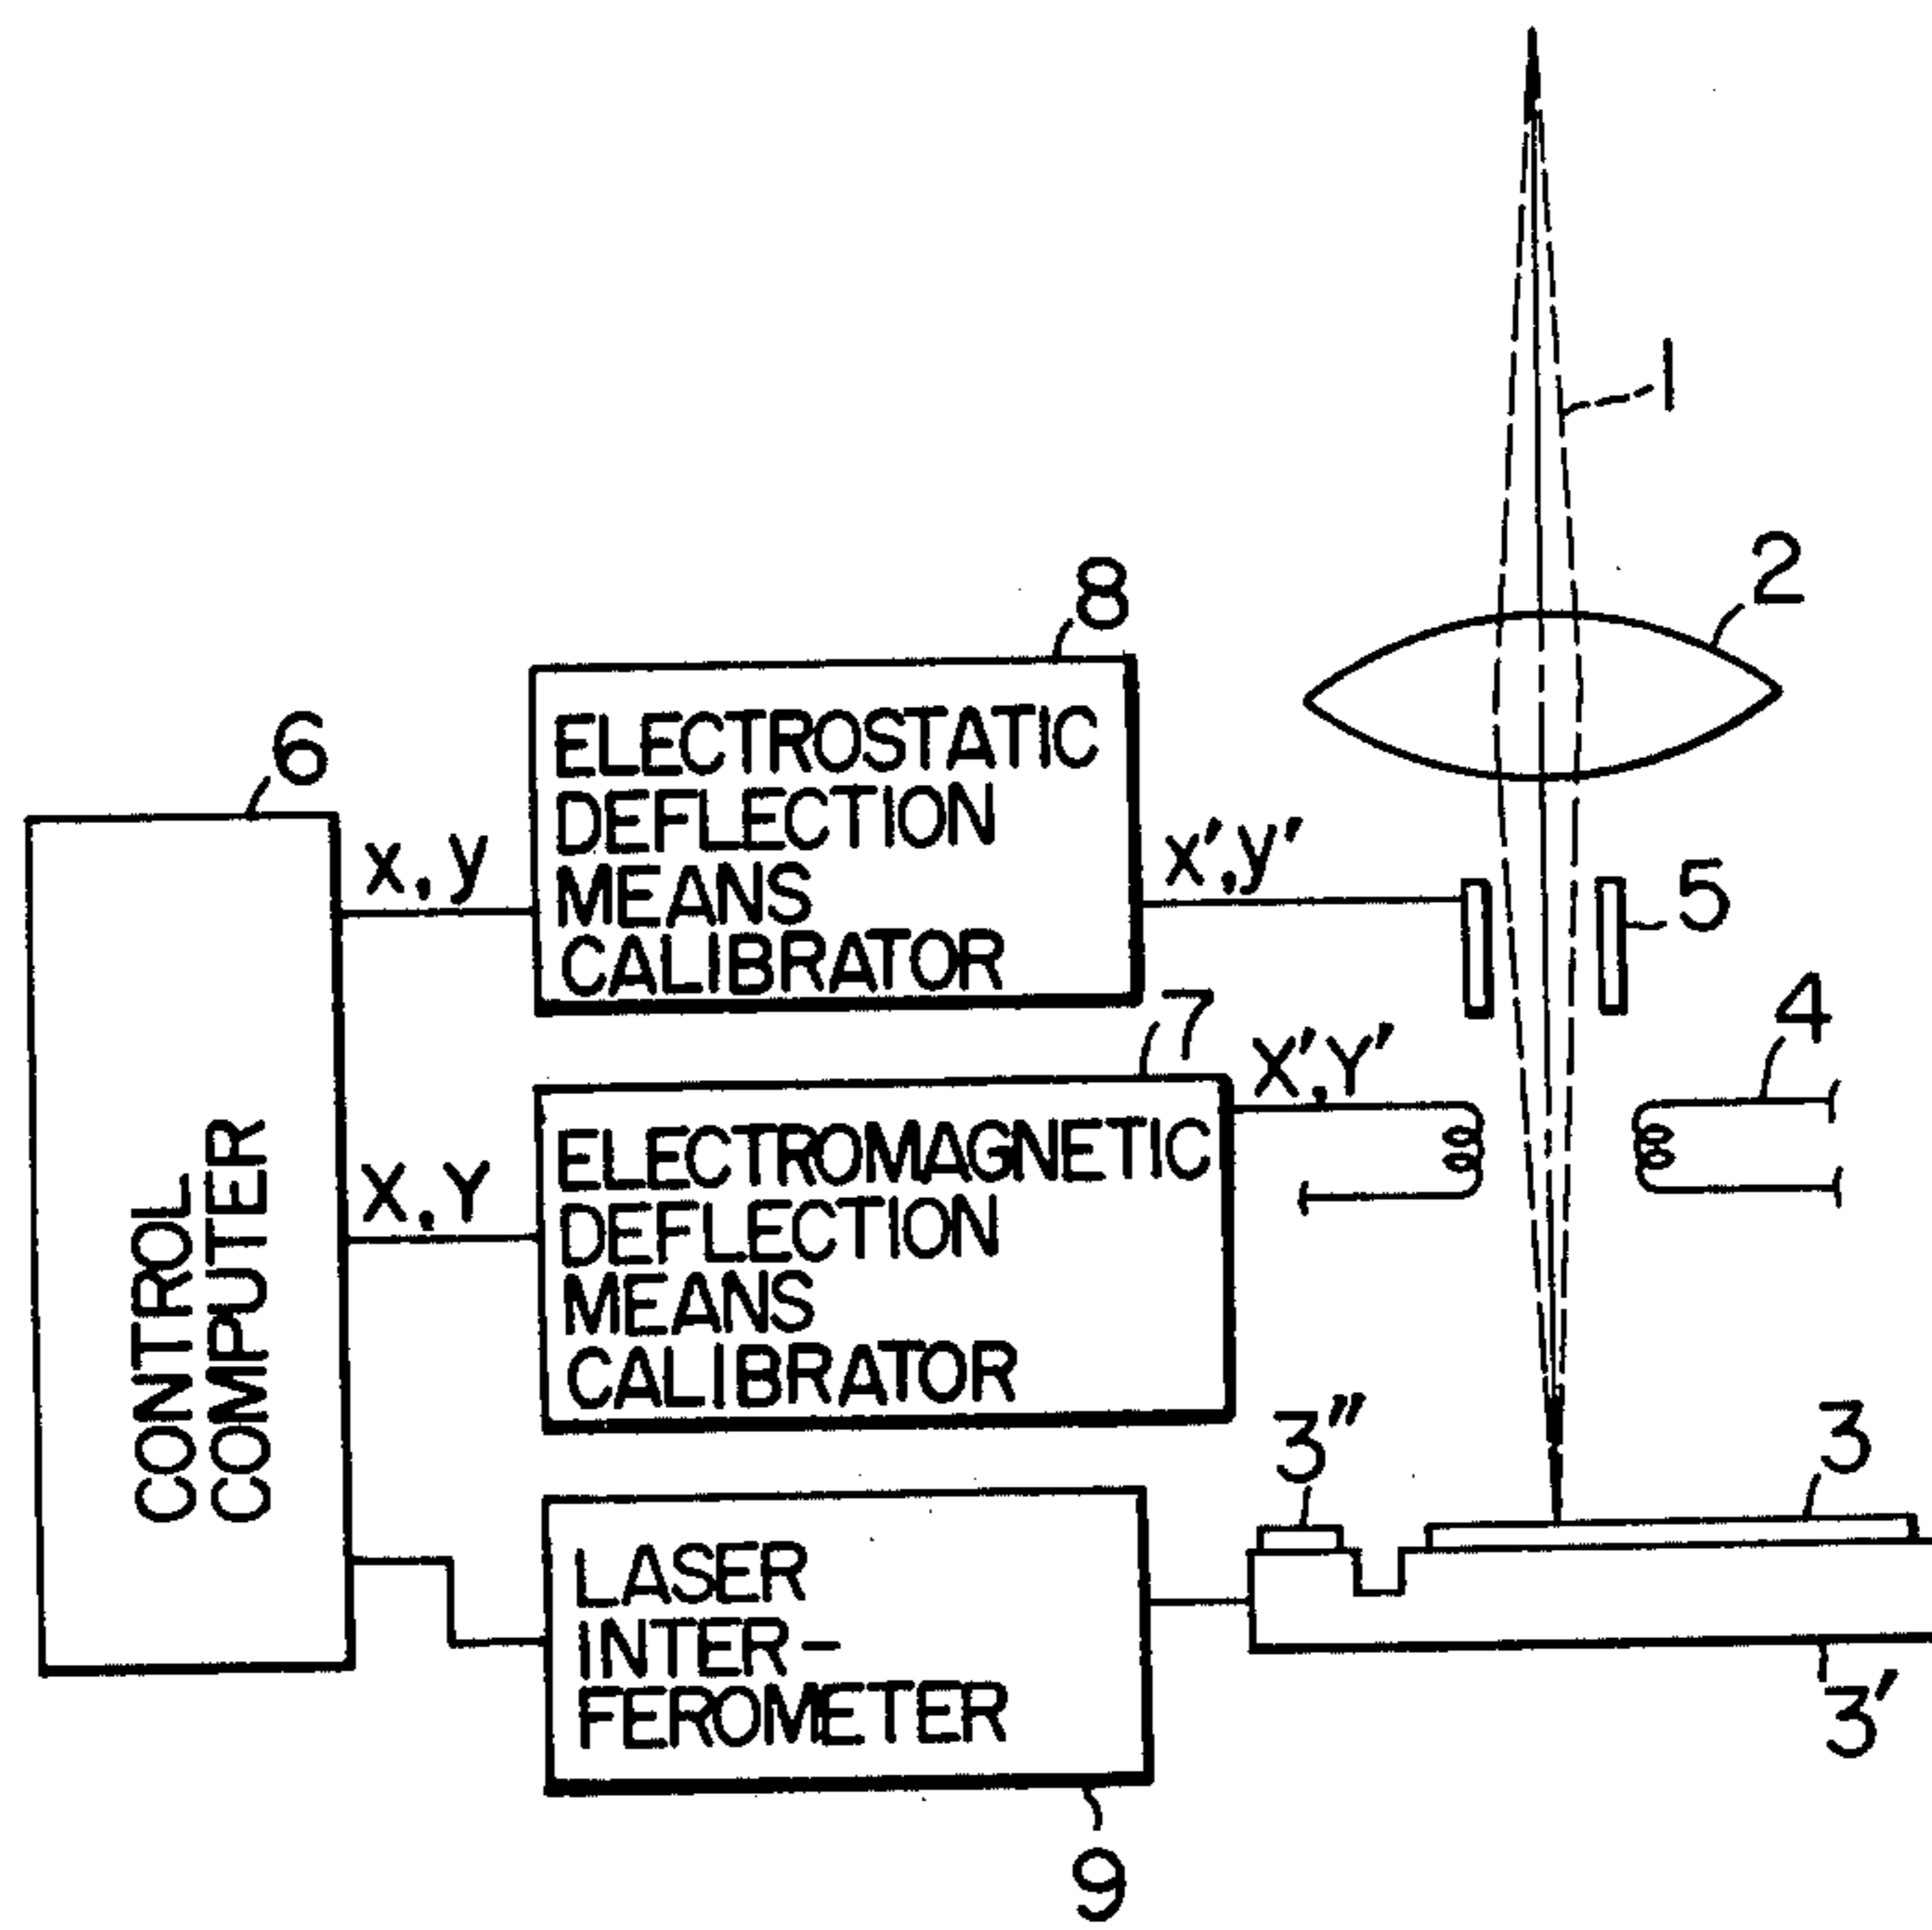 1
2
8
ELECTROSTATIC
DEFLECTION
MEANS
CALIBRATOR
6
x,y
x',y'
5
CONTROL
COMPUTER
7
X',Y'
4
X,Y
ELECTROMAGNETIC
DEFLECTION
MEANS
CALIBRATOR
3"
3
LASER
INTER-
FEROMETER
3'
9